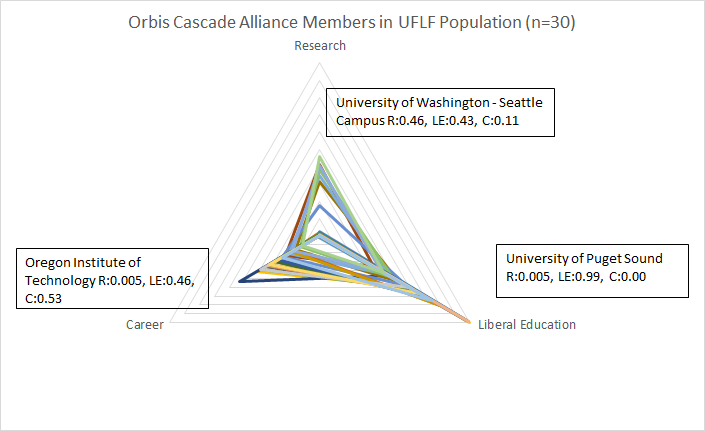 Orbis Cascade Alliance Members in UFLF Population (n=30)
Research
University of Washington - Seattle
Campus R:0.46, LE:0.43, C:0.11
Oregon Institute of
Technology R:0.005, LE:0.46,
C:0.53
University of Puget Sound
R:0.005, LE:0.99, C:0.00
Career
Liberal Education